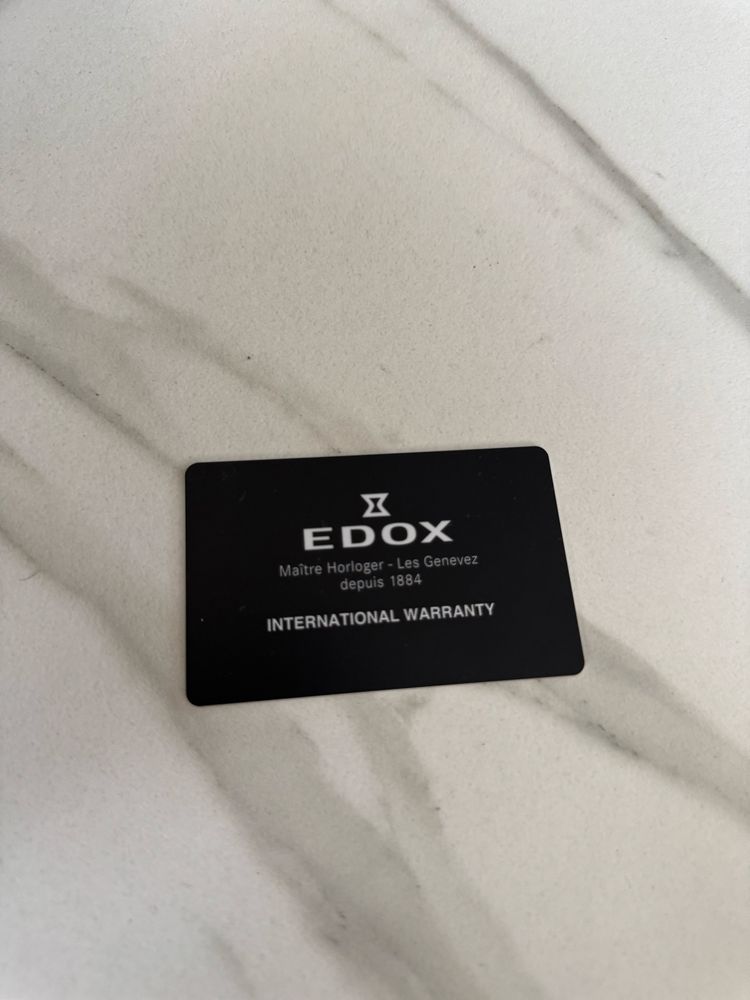 EDOX
Maître Horloger - Les Genevez
depuis 1884
INTERNATIONAL WARRANTY